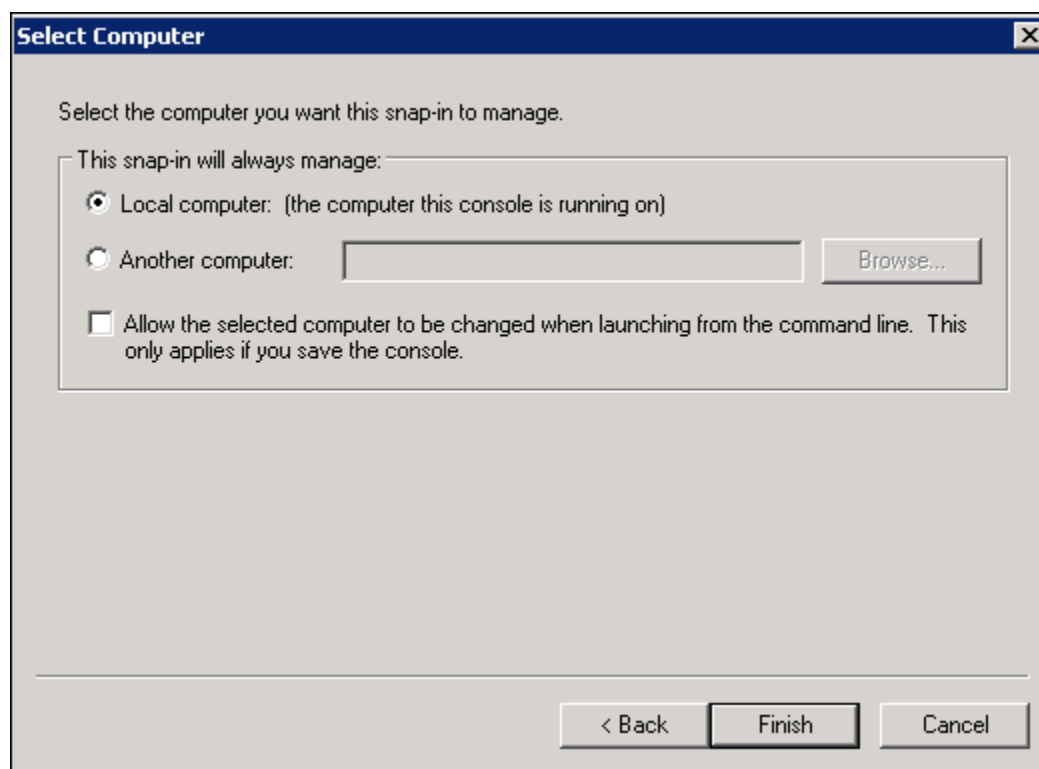 Select Computer
Select the computer you want this snap-in to manage.
This snap-in will always manage:
Local computer:  (the computer this console is running on)
Another computer:
Browse...
Allow the selected computer to be changed when launching from the command line.  This
only applies if you save the console.
< Back
Finish
Cancel